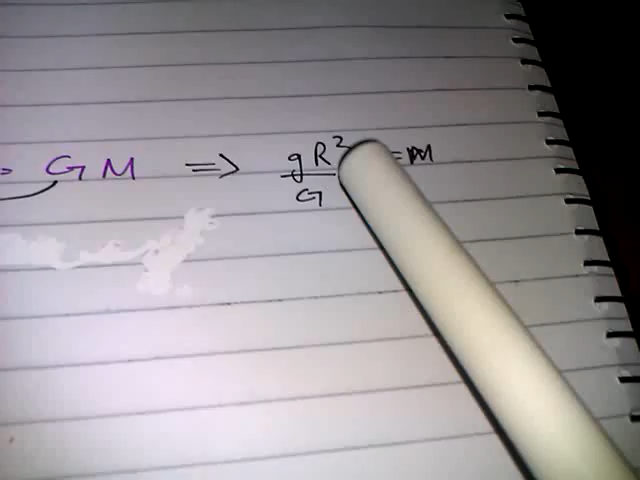 = GM ⇒ gR²/G = M